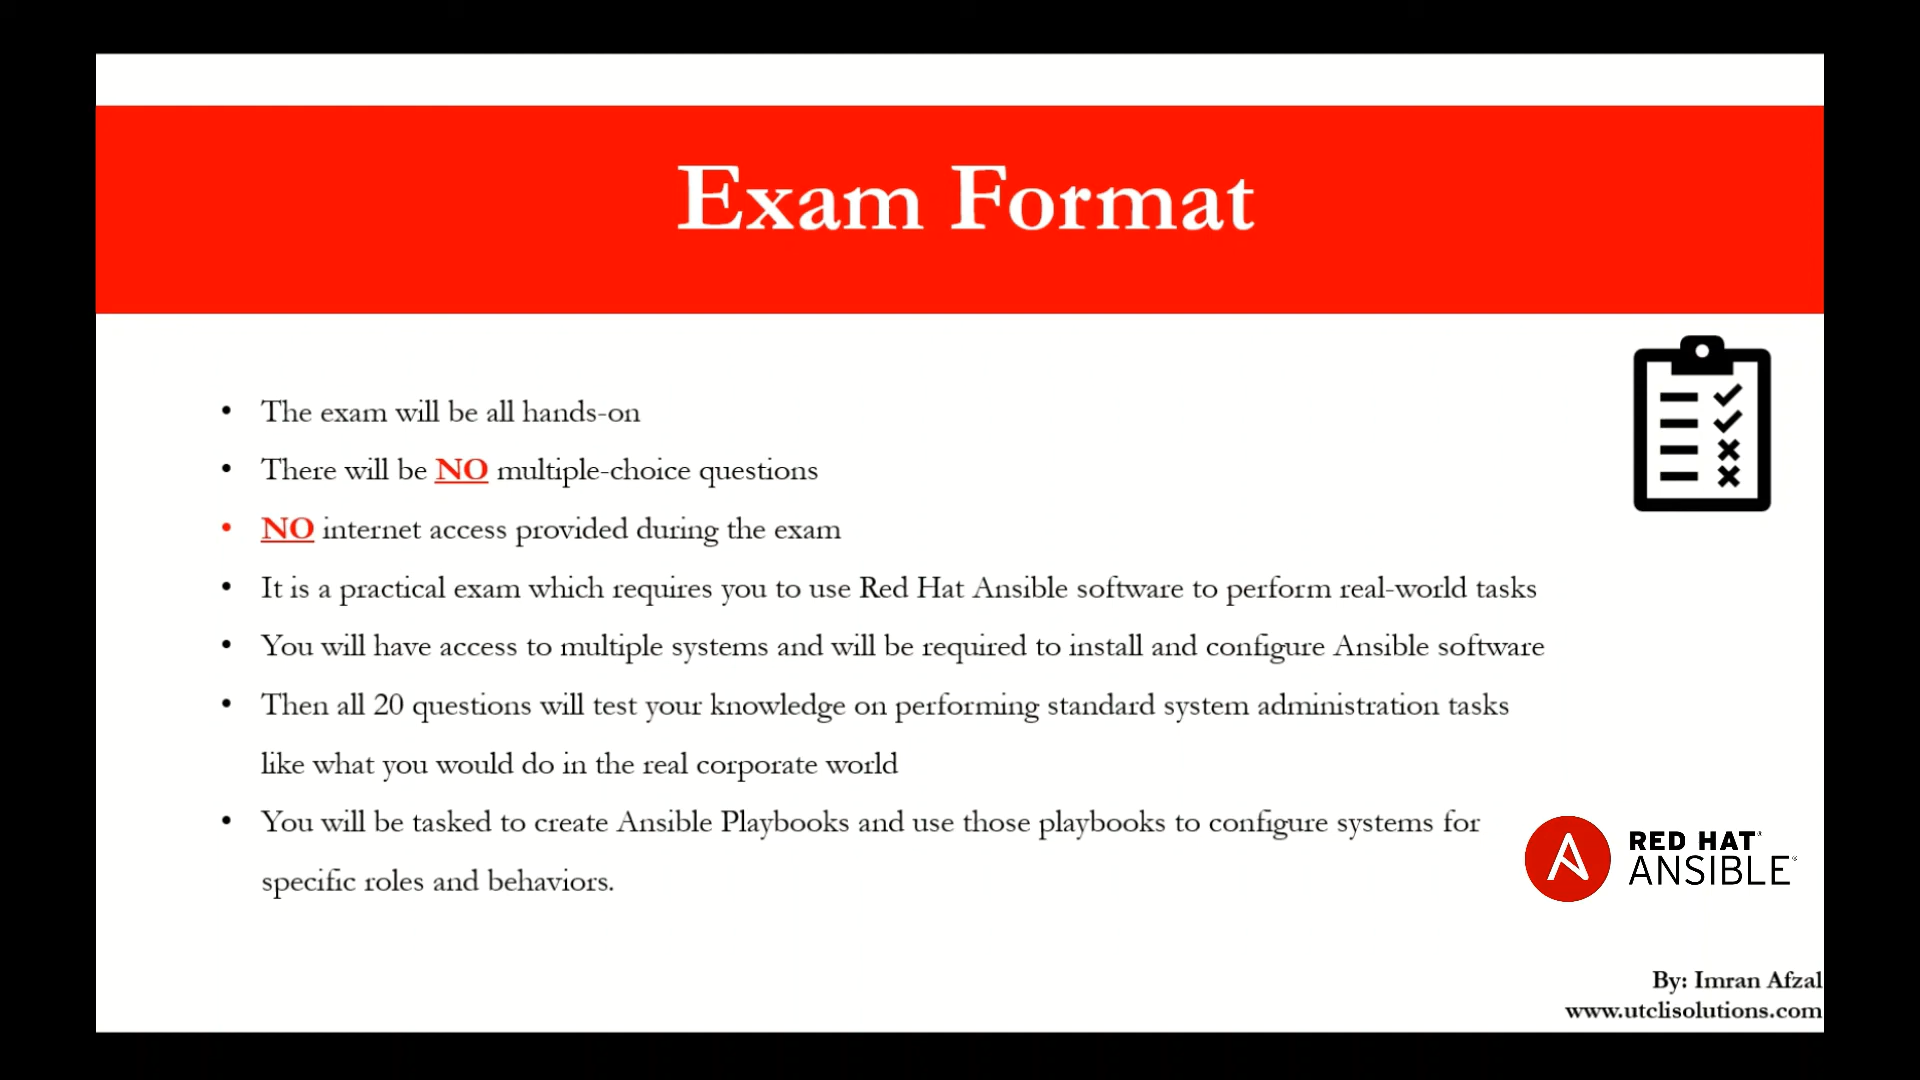 Exam Format
• The exam will be all hands-on
• There will be NO multiple-choice questions
• NO internet access provided during the exam
• It is a practical exam which requires you to use Red Hat Ansible software to perform real-world tasks
• You will have access to multiple systems and will be required to install and configure Ansible software
• Then all 20 questions will test your knowledge on performing standard system administration tasks
like what you would do in the real corporate world
• You will be tasked to create Ansible Playbooks and use those playbooks to configure systems for
specific roles and behaviors.
RED HAT®
ANSIBLE®
By: Imran Afzal
www.utclisolutions.com